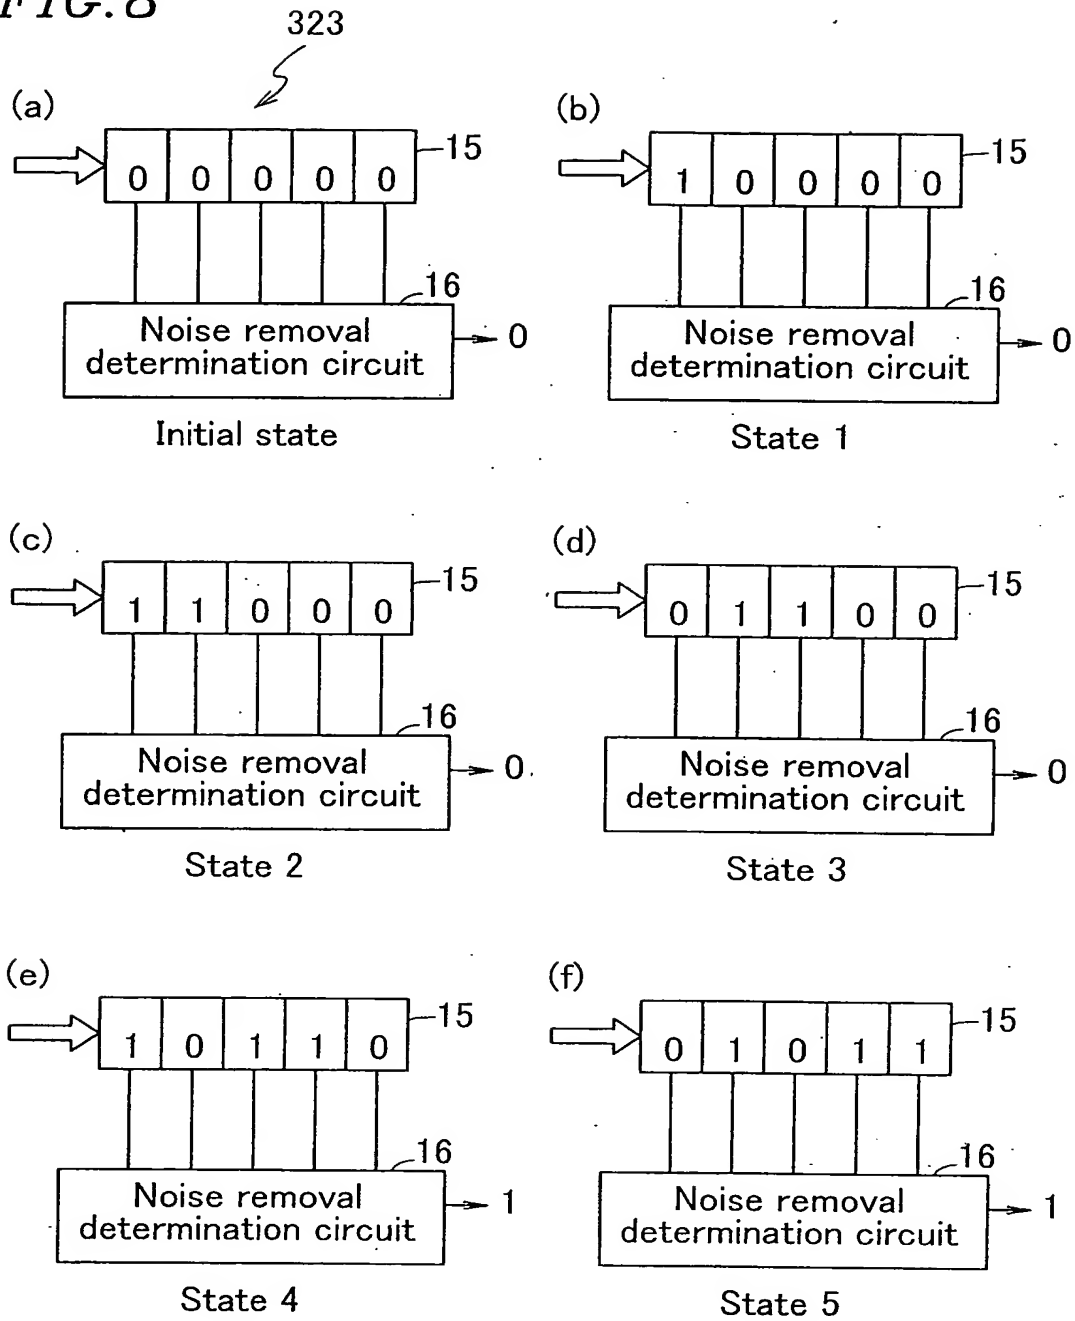 FIG. 8
323
(a)
0 0 0 0 0
15
16
Noise removal
determination circuit
0
Initial state
(b)
1 0 0 0 0
15
16
Noise removal
determination circuit
0
State 1
(c)
1 1 0 0 0
15
16
Noise removal
determination circuit
0
State 2
(d)
0 1 1 0 0
15
16
Noise removal
determination circuit
0
State 3
(e)
1 0 1 1 0
15
16
Noise removal
determination circuit
1
State 4
(f)
0 1 0 1 1
15
16
Noise removal
determination circuit
1
State 5